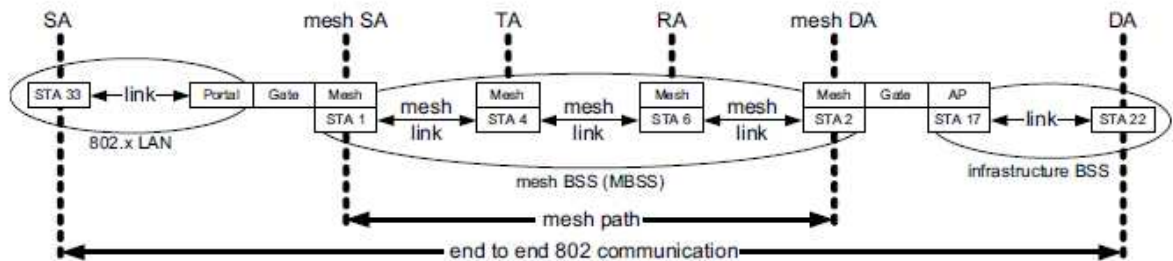 SA mesh SA TA RA mesh DA DA
STA 33 link Portal Gate Mesh Mesh Mesh Mesh Gate AP
STA 1 mesh link STA 4 mesh link STA 6 mesh link STA 2 STA 17 link STA 22
802.x LAN
mesh BSS (MBSS)
infrastructure BSS
mesh path
end to end 802 communication